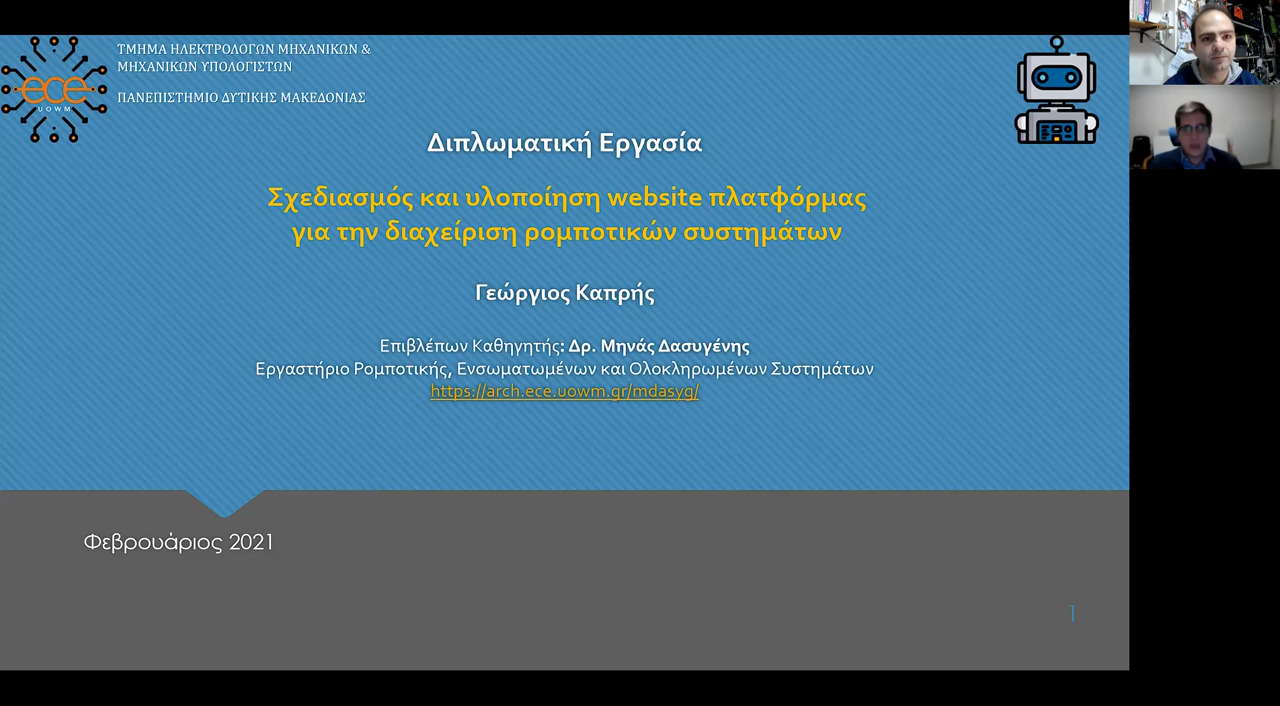 ΤΜΗΜΑ ΗΛΕΚΤΡΟΛΟΓΩΝ ΜΗΧΑΝΙΚΩΝ &
ΜΗΧΑΝΙΚΩΝ ΥΠΟΛΟΓΙΣΤΩΝ
ΠΑΝΕΠΙΣΤΗΜΙΟ ΔΥΤΙΚΗΣ ΜΑΚΕΔΟΝΙΑΣ
ece
UOWM
Διπλωματική Εργασία
Σχεδιασμός και υλοποίηση website πλατφόρμας
για την διαχείριση ρομποτικών συστημάτων
Γεώργιος Καπρής
Επιβλέπων Καθηγητής: Δρ. Μηνάς Δασυγένης
Εργαστήριο Ρομποτικής, Ενσωματωμένων και Ολοκληρωμένων Συστημάτων
https://arch.ece.uowm.gr/mdasyg/
Φεβρουάριος 2021
1